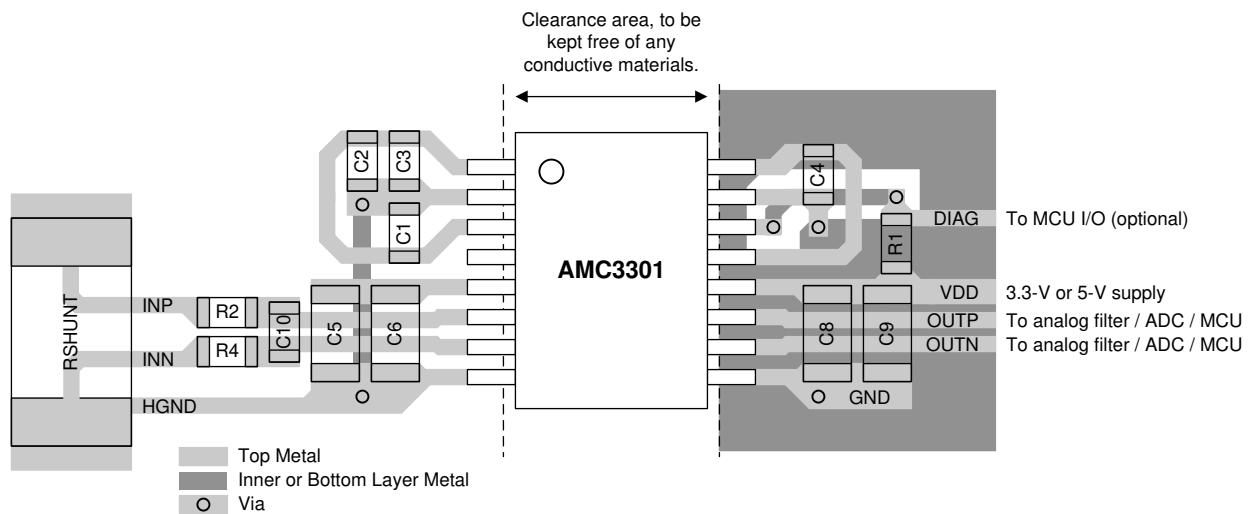 Clearance area, to be
kept free of any
conductive materials.
C2
C3
C4
C1
R1
DIAG
To MCU I/O (optional)
AMC3301
RSHUNT
INP
R2
C10
C5
C6
C8
C9
VDD
3.3-V or 5-V supply
OUTP
To analog filter / ADC / MCU
INN
R4
OUTN
To analog filter / ADC / MCU
HGND
GND
Top Metal
Inner or Bottom Layer Metal
Via